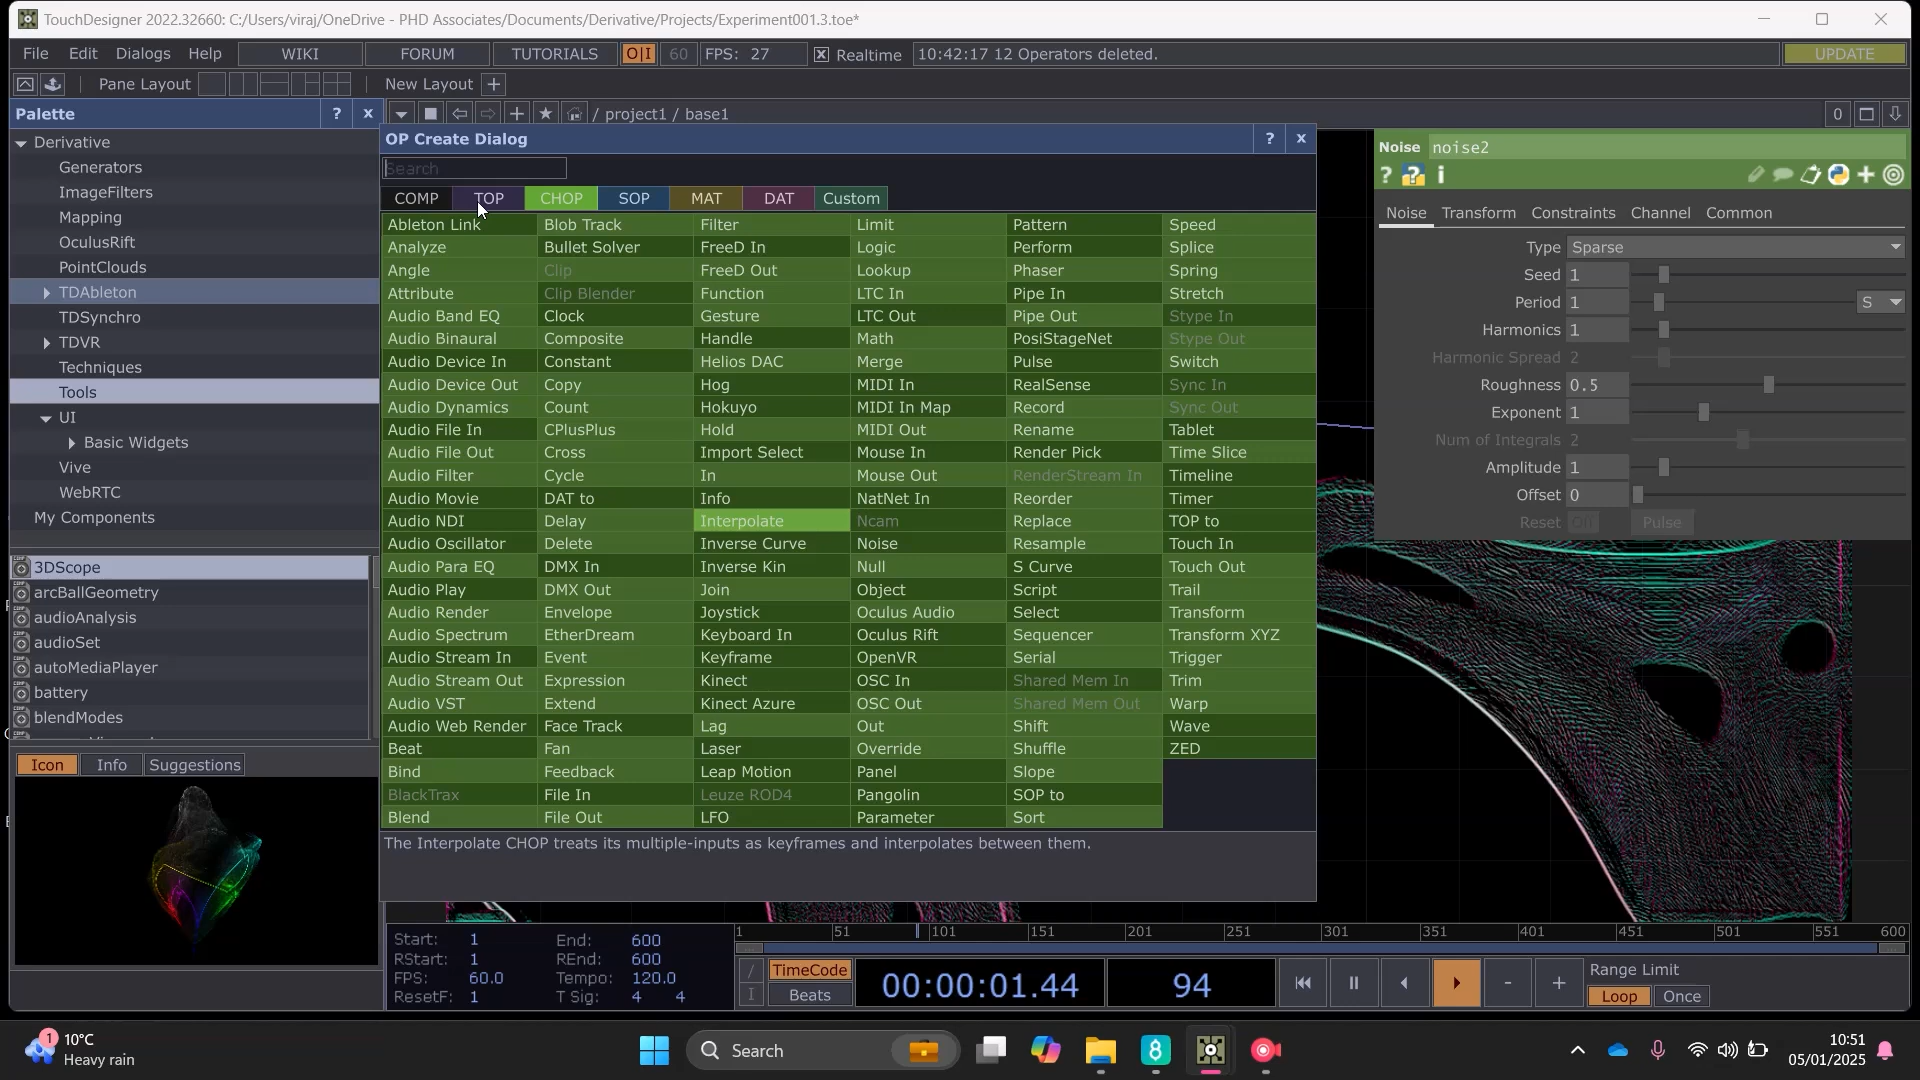 TouchDesigner 2022.32660: C:/Users/viraj/OneDrive - PHD Associates/Documents/Derivative/Projects/Experiment001.3.toe*
File Edit Dialogs Help WIKI FORUM TUTORIALS O|I 60 FPS: 27 Realtime 10:42:17 12 Operators deleted. UPDATE
Pane Layout New Layout +
Palette ? x / project1 / base1 0
Derivative
Generators
ImageFilters
Mapping
OculusRift
PointClouds
TDAbleton
TDSynchro
TDVR
Techniques
Tools
UI
Basic Widgets
Vive
WebRTC
My Components
3DScope
arcBallGeometry
audioAnalysis
audioSet
autoMediaPlayer
battery
blendModes
Icon Info Suggestions
OP Create Dialog ? x
Search
COMP TOP CHOP SOP MAT DAT Custom
Ableton Link Blob Track Filter Limit Pattern Speed
Analyze Bullet Solver FreeD In Logic Perform Splice
Angle Clip FreeD Out Lookup Phaser Spring
Attribute Clip Blender Function LTC In Pipe In Stretch
Audio Band EQ Clock Gesture LTC Out Pipe Out Stype In
Audio Binaural Composite Handle Math PosiStageNet Stype Out
Audio Device In Constant Helios DAC Merge Pulse Switch
Audio Device Out Copy Hog MIDI In RealSense Sync In
Audio Dynamics Count Hokuyo MIDI In Map Record Sync Out
Audio File In CPlusPlus Hold MIDI Out Rename Tablet
Audio File Out Cross Import Select Mouse In Render Pick Time Slice
Audio Filter Cycle In Mouse Out RenderStream In Timeline
Audio Movie DAT to Info NatNet In Reorder Timer
Audio NDI Delay Interpolate Ncam Replace TOP to
Audio Oscillator Delete Inverse Curve Noise Resample Touch In
Audio Para EQ DMX In Inverse Kin Null S Curve Touch Out
Audio Play DMX Out Join Object Script Trail
Audio Render Envelope Joystick Oculus Audio Select Transform
Audio Spectrum EtherDream Keyboard In Oculus Rift Sequencer Transform XYZ
Audio Stream In Event Keyframe OpenVR Serial Trigger
Audio Stream Out Expression Kinect OSC In Shared Mem In Trim
Audio VST Extend Kinect Azure OSC Out Shared Mem Out Warp
Audio Web Render Face Track Lag Out Shift Wave
Beat Fan Laser Override Shuffle ZED
Bind Feedback Leap Motion Panel Slope
BlackTrax File In Leuze ROD4 Pangolin SOP to
Blend File Out LFO Parameter Sort
The Interpolate CHOP treats its multiple-inputs as keyframes and interpolates between them.
Noise noise2
? ? i
Noise Transform Constraints Channel Common
Type Sparse
Seed 1
Period 1 S
Harmonics 1
Harmonic Spread 2
Roughness 0.5
Exponent 1
Num of Integrals 2
Amplitude 1
Offset 0
Reset Off Pulse
1 51 101 151 201 251 301 351 401 451 501 551 600
Start: 1 End: 600
RStart: 1 REnd: 600
FPS: 60.0 Tempo: 120.0
ResetF: 1 T Sig: 4 4
/ TimeCode 00:00:01.44 94 - + Range Limit
I Beats Loop Once
1 10°C
Heavy rain
Search
10:51
05/01/2025